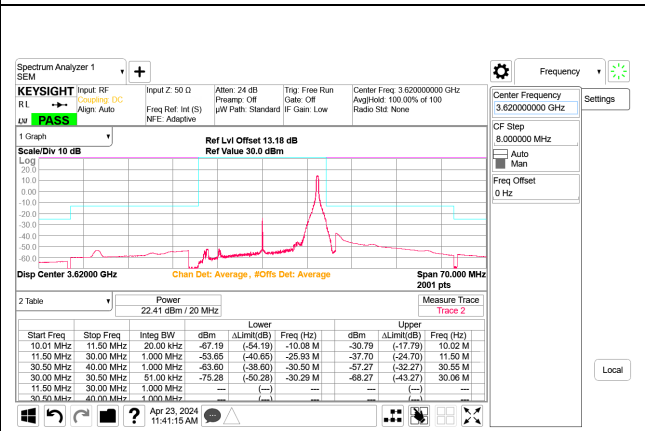 Spectrum Analyzer 1
SEM
Frequency
KEYSIGHT
Input: RF
Coupling: DC
Align: Auto
Input Z: 50 Ω
Freq Ref: Int (S)
NFE: Adaptive
Atten: 24 dB
Preamp: Off
µW Path: Standard
Trig: Free Run
Gate: Off
IF Gain: Low
Center Freq: 3.620000000 GHz
Avg|Hold: 100.00% of 100
Radio Std: None
R L
LXI
PASS
Center Frequency
3.62000000 GHz
Settings
CF Step
8.000000 MHz
Auto
Man
Freq Offset
0 Hz
1 Graph
Scale/Div 10 dB
Ref Lvl Offset 13.18 dB
Ref Value 30.0 dBm
Log
20.0
10.0
0.00
-10.0
-20.0
-30.0
-40.0
-50.0
-60.0
Disp Center 3.62000 GHz
Chan Det: Average, #Offs Det: Average
Span 70.000 MHz
2001 pts
2 Table
Power
22.41 dBm / 20 MHz
Measure Trace
Trace 2
Lower Upper
Start Freq Stop Freq Integ BW dBm ΔLimit(dB) Freq (Hz) dBm ΔLimit(dB) Freq (Hz)
10.01 MHz 11.50 MHz 20.00 kHz -67.19 (-54.19) -10.08 M -30.79 (-17.79) 10.02 M
11.50 MHz 30.00 MHz 1.000 MHz -53.65 (-40.65) -25.93 M -37.70 (-24.70) 11.50 M
30.50 MHz 40.00 MHz 1.000 MHz -63.60 (-38.60) -30.50 M -57.27 (-32.27) 30.55 M
30.00 MHz 30.50 MHz 51.00 kHz -75.28 (-50.28) -30.29 M -68.27 (-43.27) 30.06 M
11.50 MHz 30.00 MHz 1.000 MHz --- (---) --- --- (---) ---
30.50 MHz 40.00 MHz 1.000 MHz --- (---) --- --- (---) ---
Local
Apr 23, 2024
11:41:15 AM